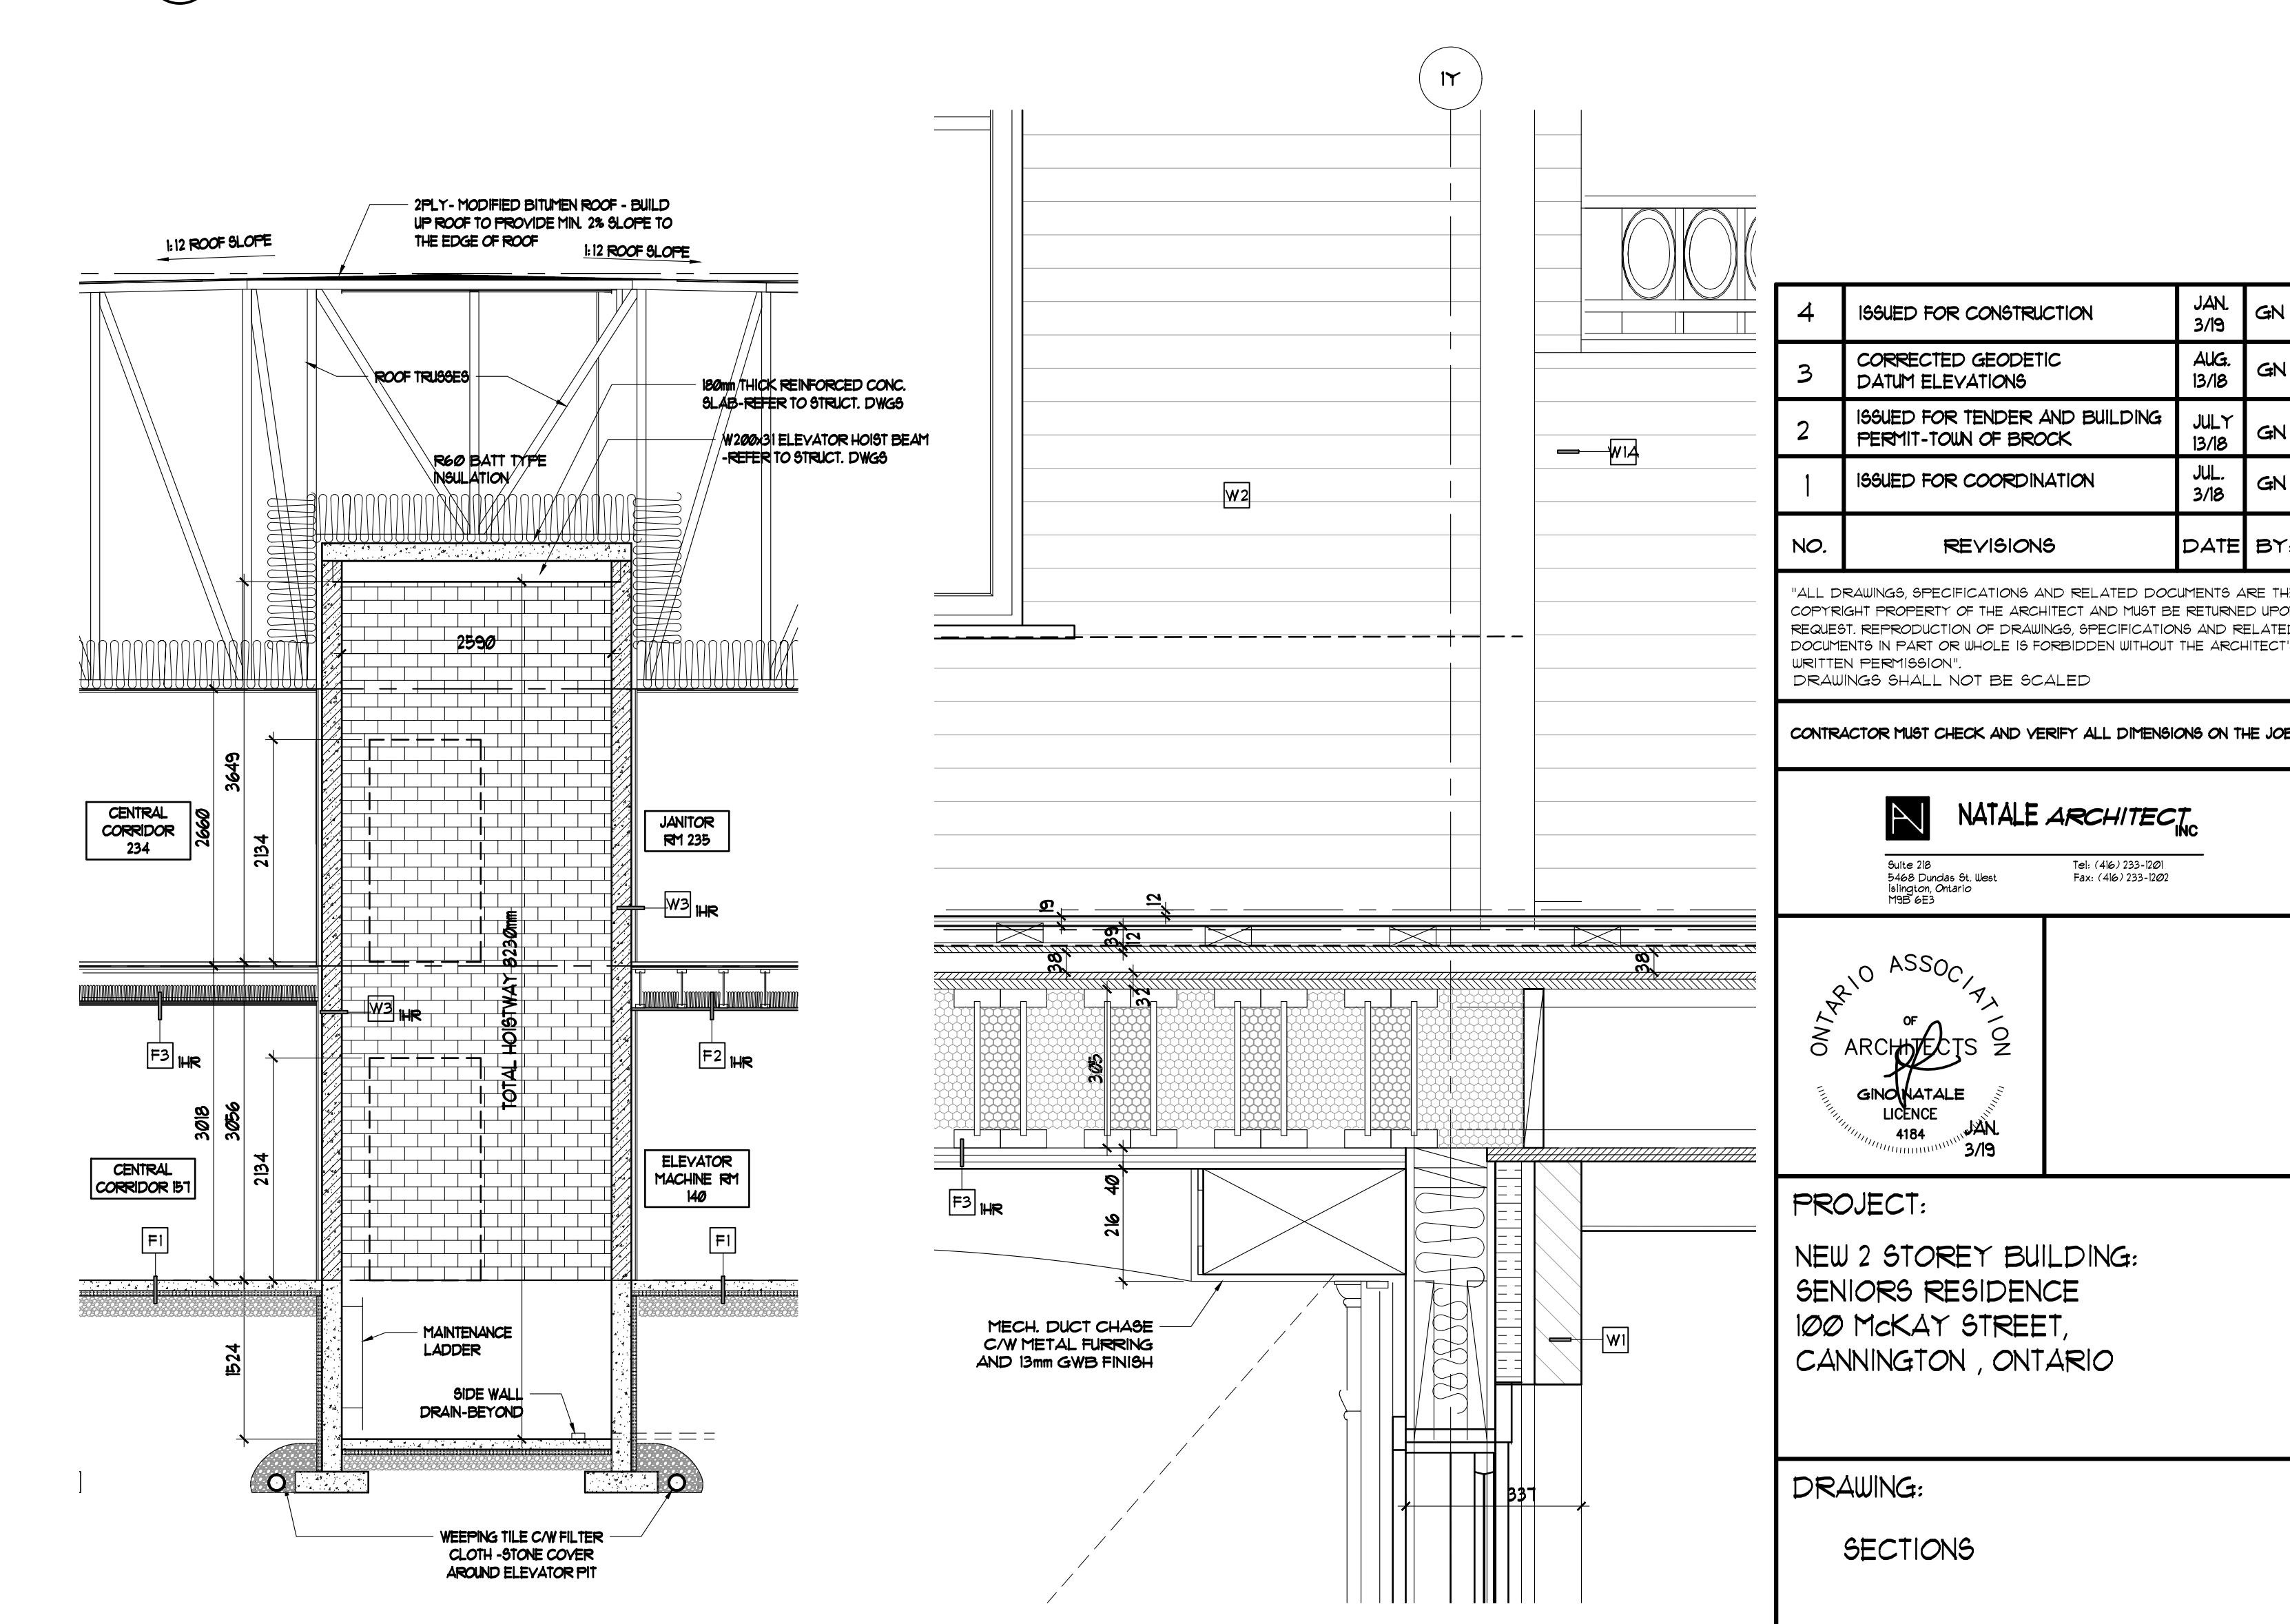 2PLY- MODIFIED BITUMEN ROOF - BUILD
UP ROOF TO PROVIDE MIN. 2% SLOPE TO
THE EDGE OF ROOF
1:12 ROOF SLOPE
1:12 ROOF SLOPE
ROOF TRUSSES
180mm THICK REINFORCED CONC.
SLAB-REFER TO STRUCT. DWGS
W200x31 ELEVATOR HOIST BEAM
-REFER TO STRUCT. DWGS
R60 BATT TYPE
INSULATION
2590
3649
2660
2134
CENTRAL
CORRIDOR
234
JANITOR
RM 235
W3 1HR
TOTAL HOISTWAY 8230mm
W3 1HR
F3 1HR
F2 1HR
3018
3056
2134
CENTRAL
CORRIDOR 157
ELEVATOR
MACHINE RM
140
F1
F1
1524
MAINTENANCE
LADDER
SIDE WALL
DRAIN-BEYOND
WEEPING TILE C/W FILTER
CLOTH -STONE COVER
AROUND ELEVATOR PIT
1Y
W1A
W2
19
12
39
12
38
38
32
305
F3 1HR
40
216
MECH. DUCT CHASE
C/W METAL FURRING
AND 13mm GWB FINISH
W1
337
4 ISSUED FOR CONSTRUCTION JAN. 3/19 GN
3 CORRECTED GEODETIC DATUM ELEVATIONS AUG. 13/18 GN
2 ISSUED FOR TENDER AND BUILDING PERMIT-TOWN OF BROCK JULY 13/18 GN
1 ISSUED FOR COORDINATION JUL. 3/18 GN
NO. REVISIONS DATE BY:
"ALL DRAWINGS, SPECIFICATIONS AND RELATED DOCUMENTS ARE THE
COPYRIGHT PROPERTY OF THE ARCHITECT AND MUST BE RETURNED UPO
REQUEST. REPRODUCTION OF DRAWINGS, SPECIFICATIONS AND RELATED
DOCUMENTS IN PART OR WHOLE IS FORBIDDEN WITHOUT THE ARCHITECT'
WRITTEN PERMISSION".
DRAWINGS SHALL NOT BE SCALED
CONTRACTOR MUST CHECK AND VERIFY ALL DIMENSIONS ON THE JOB
NATALE ARCHITECT INC
Suite 218
5468 Dundas St. West
Islington, Ontario
M9B 6E3
Tel: (416) 233-1201
Fax: (416) 233-1202
ONTARIO ASSOCIATION
OF
ARCHITECTS
GINO NATALE
LICENCE
4184
JAN.
3/19
PROJECT:
NEW 2 STOREY BUILDING:
SENIORS RESIDENCE
100 McKAY STREET,
CANNINGTON , ONTARIO
DRAWING:
SECTIONS